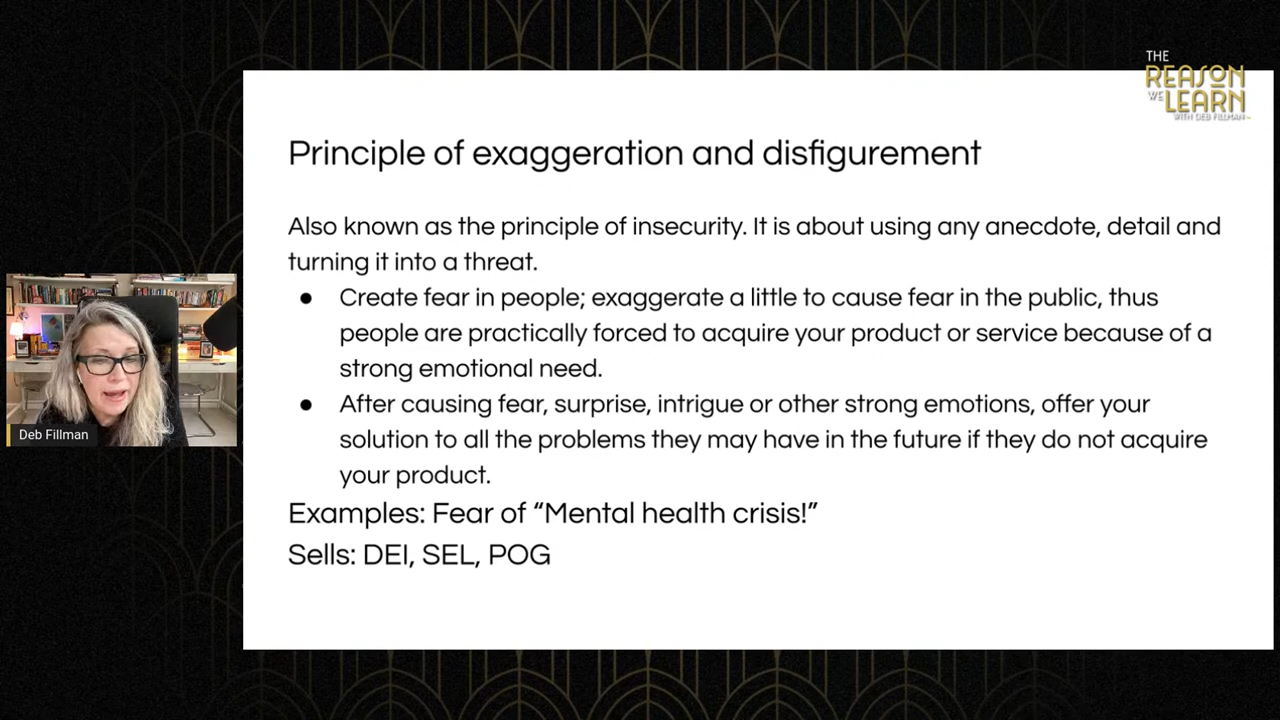 THE
REASON
WE LEARN
WITH DEB FILLMAN
Principle of exaggeration and disfigurement
Also known as the principle of insecurity. It is about using any anecdote, detail and
turning it into a threat.
● Create fear in people; exaggerate a little to cause fear in the public, thus
people are practically forced to acquire your product or service because of a
strong emotional need.
● After causing fear, surprise, intrigue or other strong emotions, offer your
solution to all the problems they may have in the future if they do not acquire
your product.
Examples: Fear of “Mental health crisis!”
Sells: DEI, SEL, POG
Deb Fillman